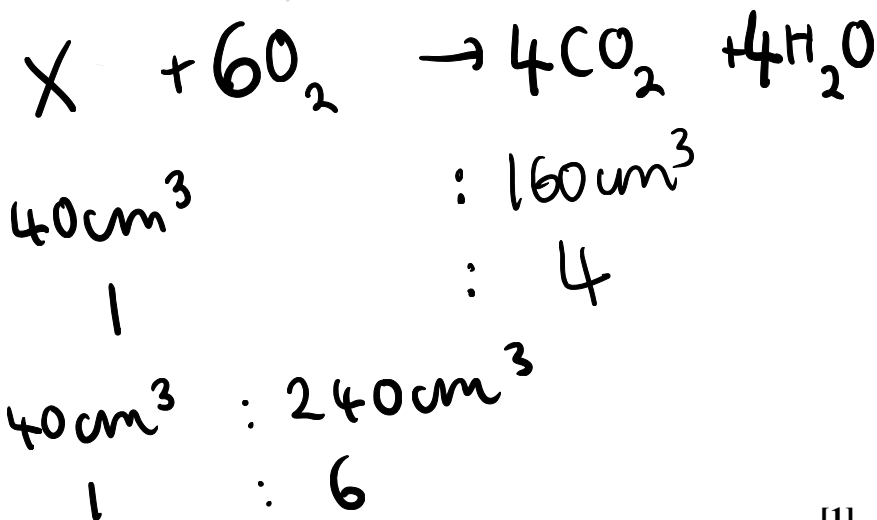 X + 6O₂ → 4CO₂ + 4H₂O
40cm³ : 160cm³
1 : 4
40cm³ : 240cm³
1 : 6
[1]